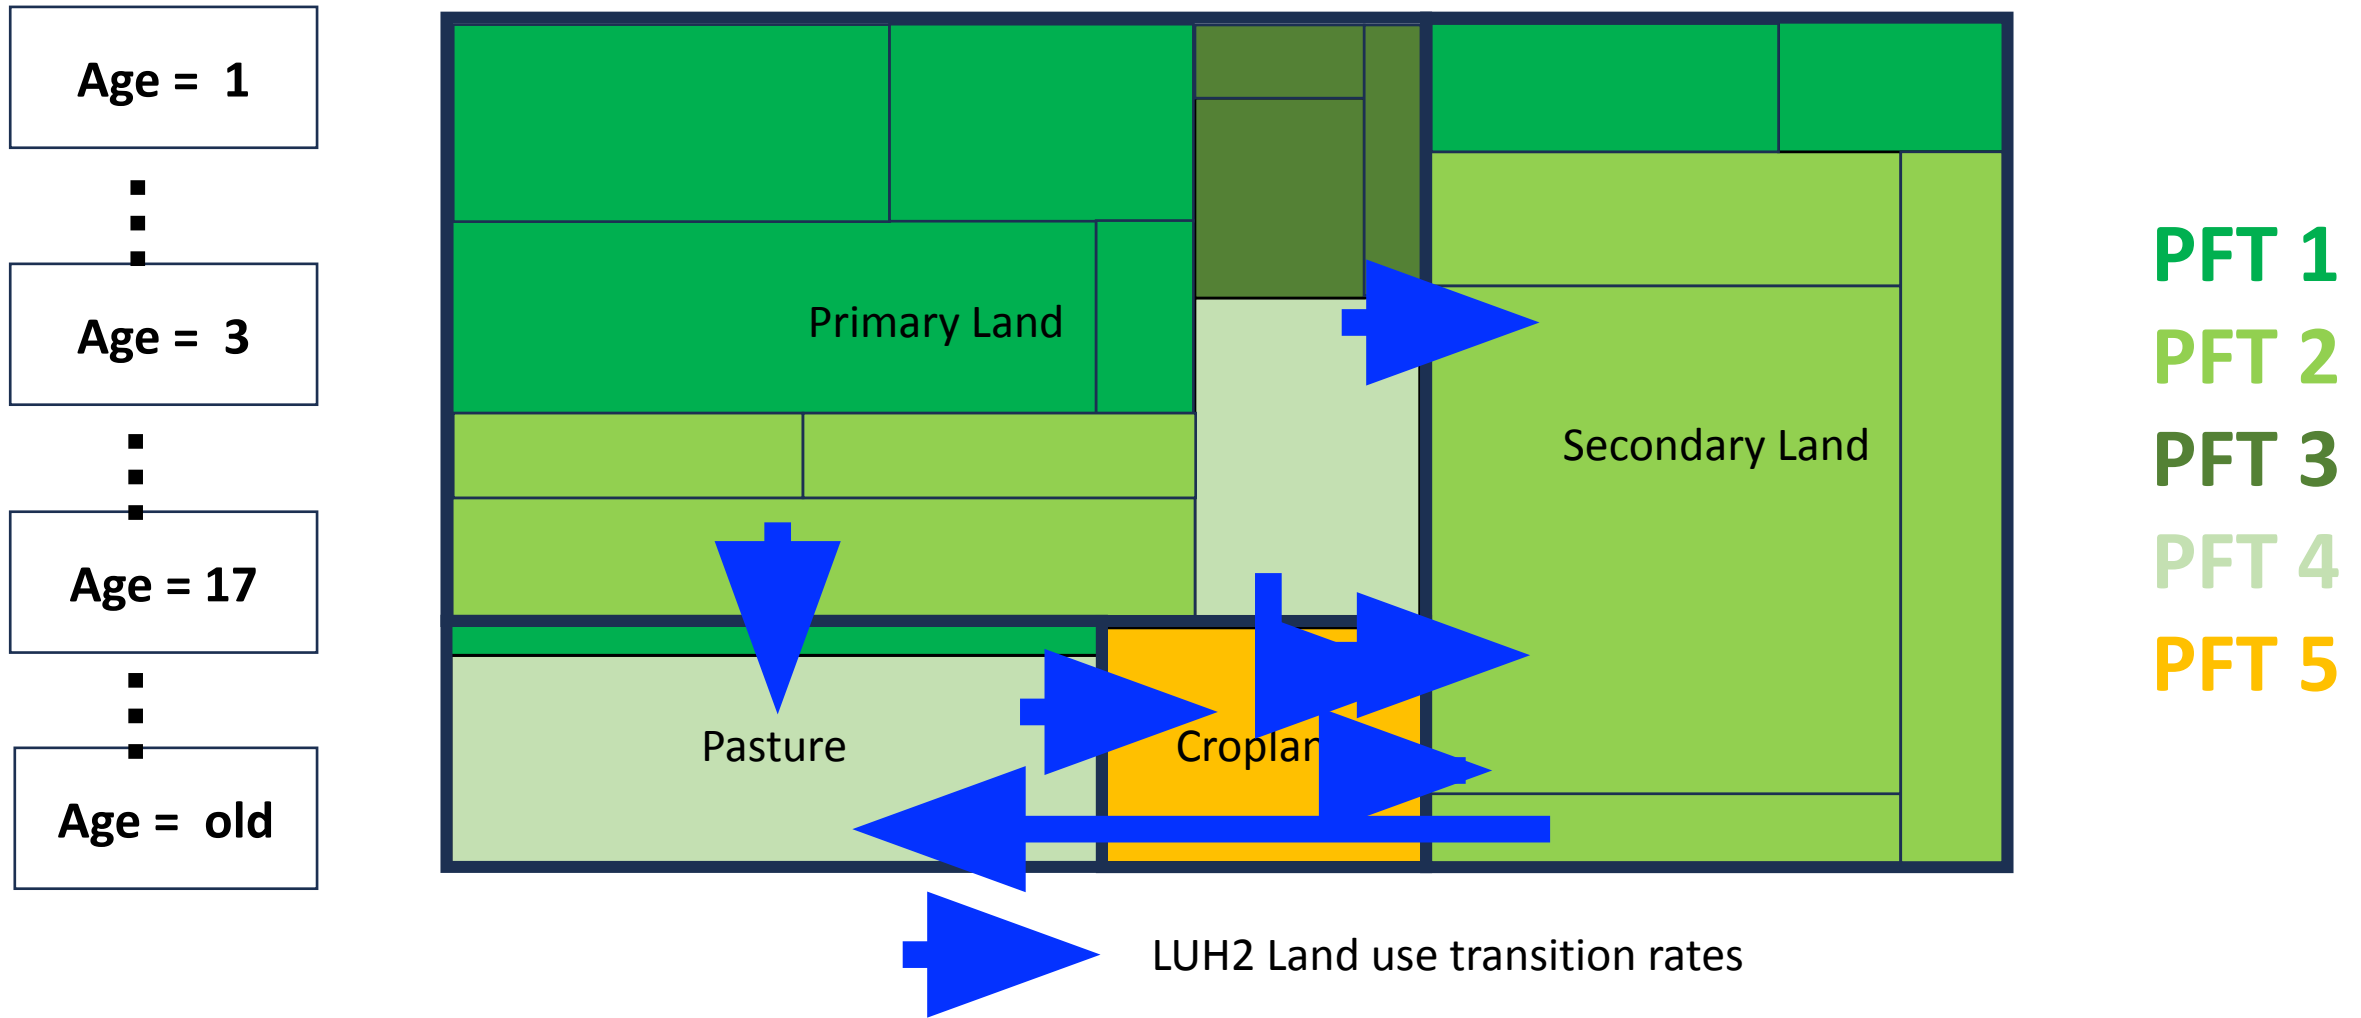 Age = 1
Age = 3
Age = 17
Age = old
Primary Land
Secondary Land
Pasture
Croplan
PFT 1
PFT 2
PFT 3
PFT 4
PFT 5
LUH2 Land use transition rates